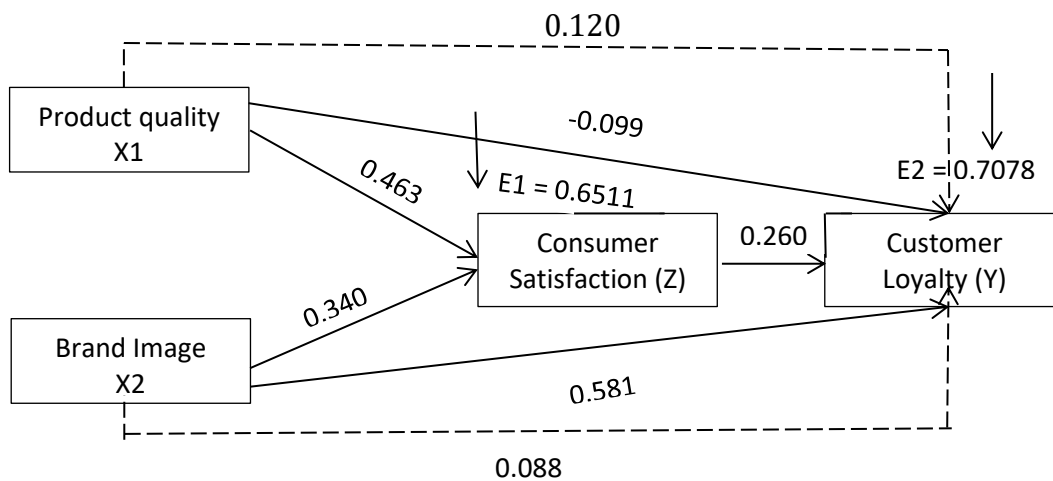 0.120
Product quality
X1
-0.099
E2 = 0.7078
0.463
E1 = 0.6511
Consumer
Satisfaction (Z)
0.260
Customer
Loyalty (Y)
0.340
Brand Image
X2
0.581
0.088